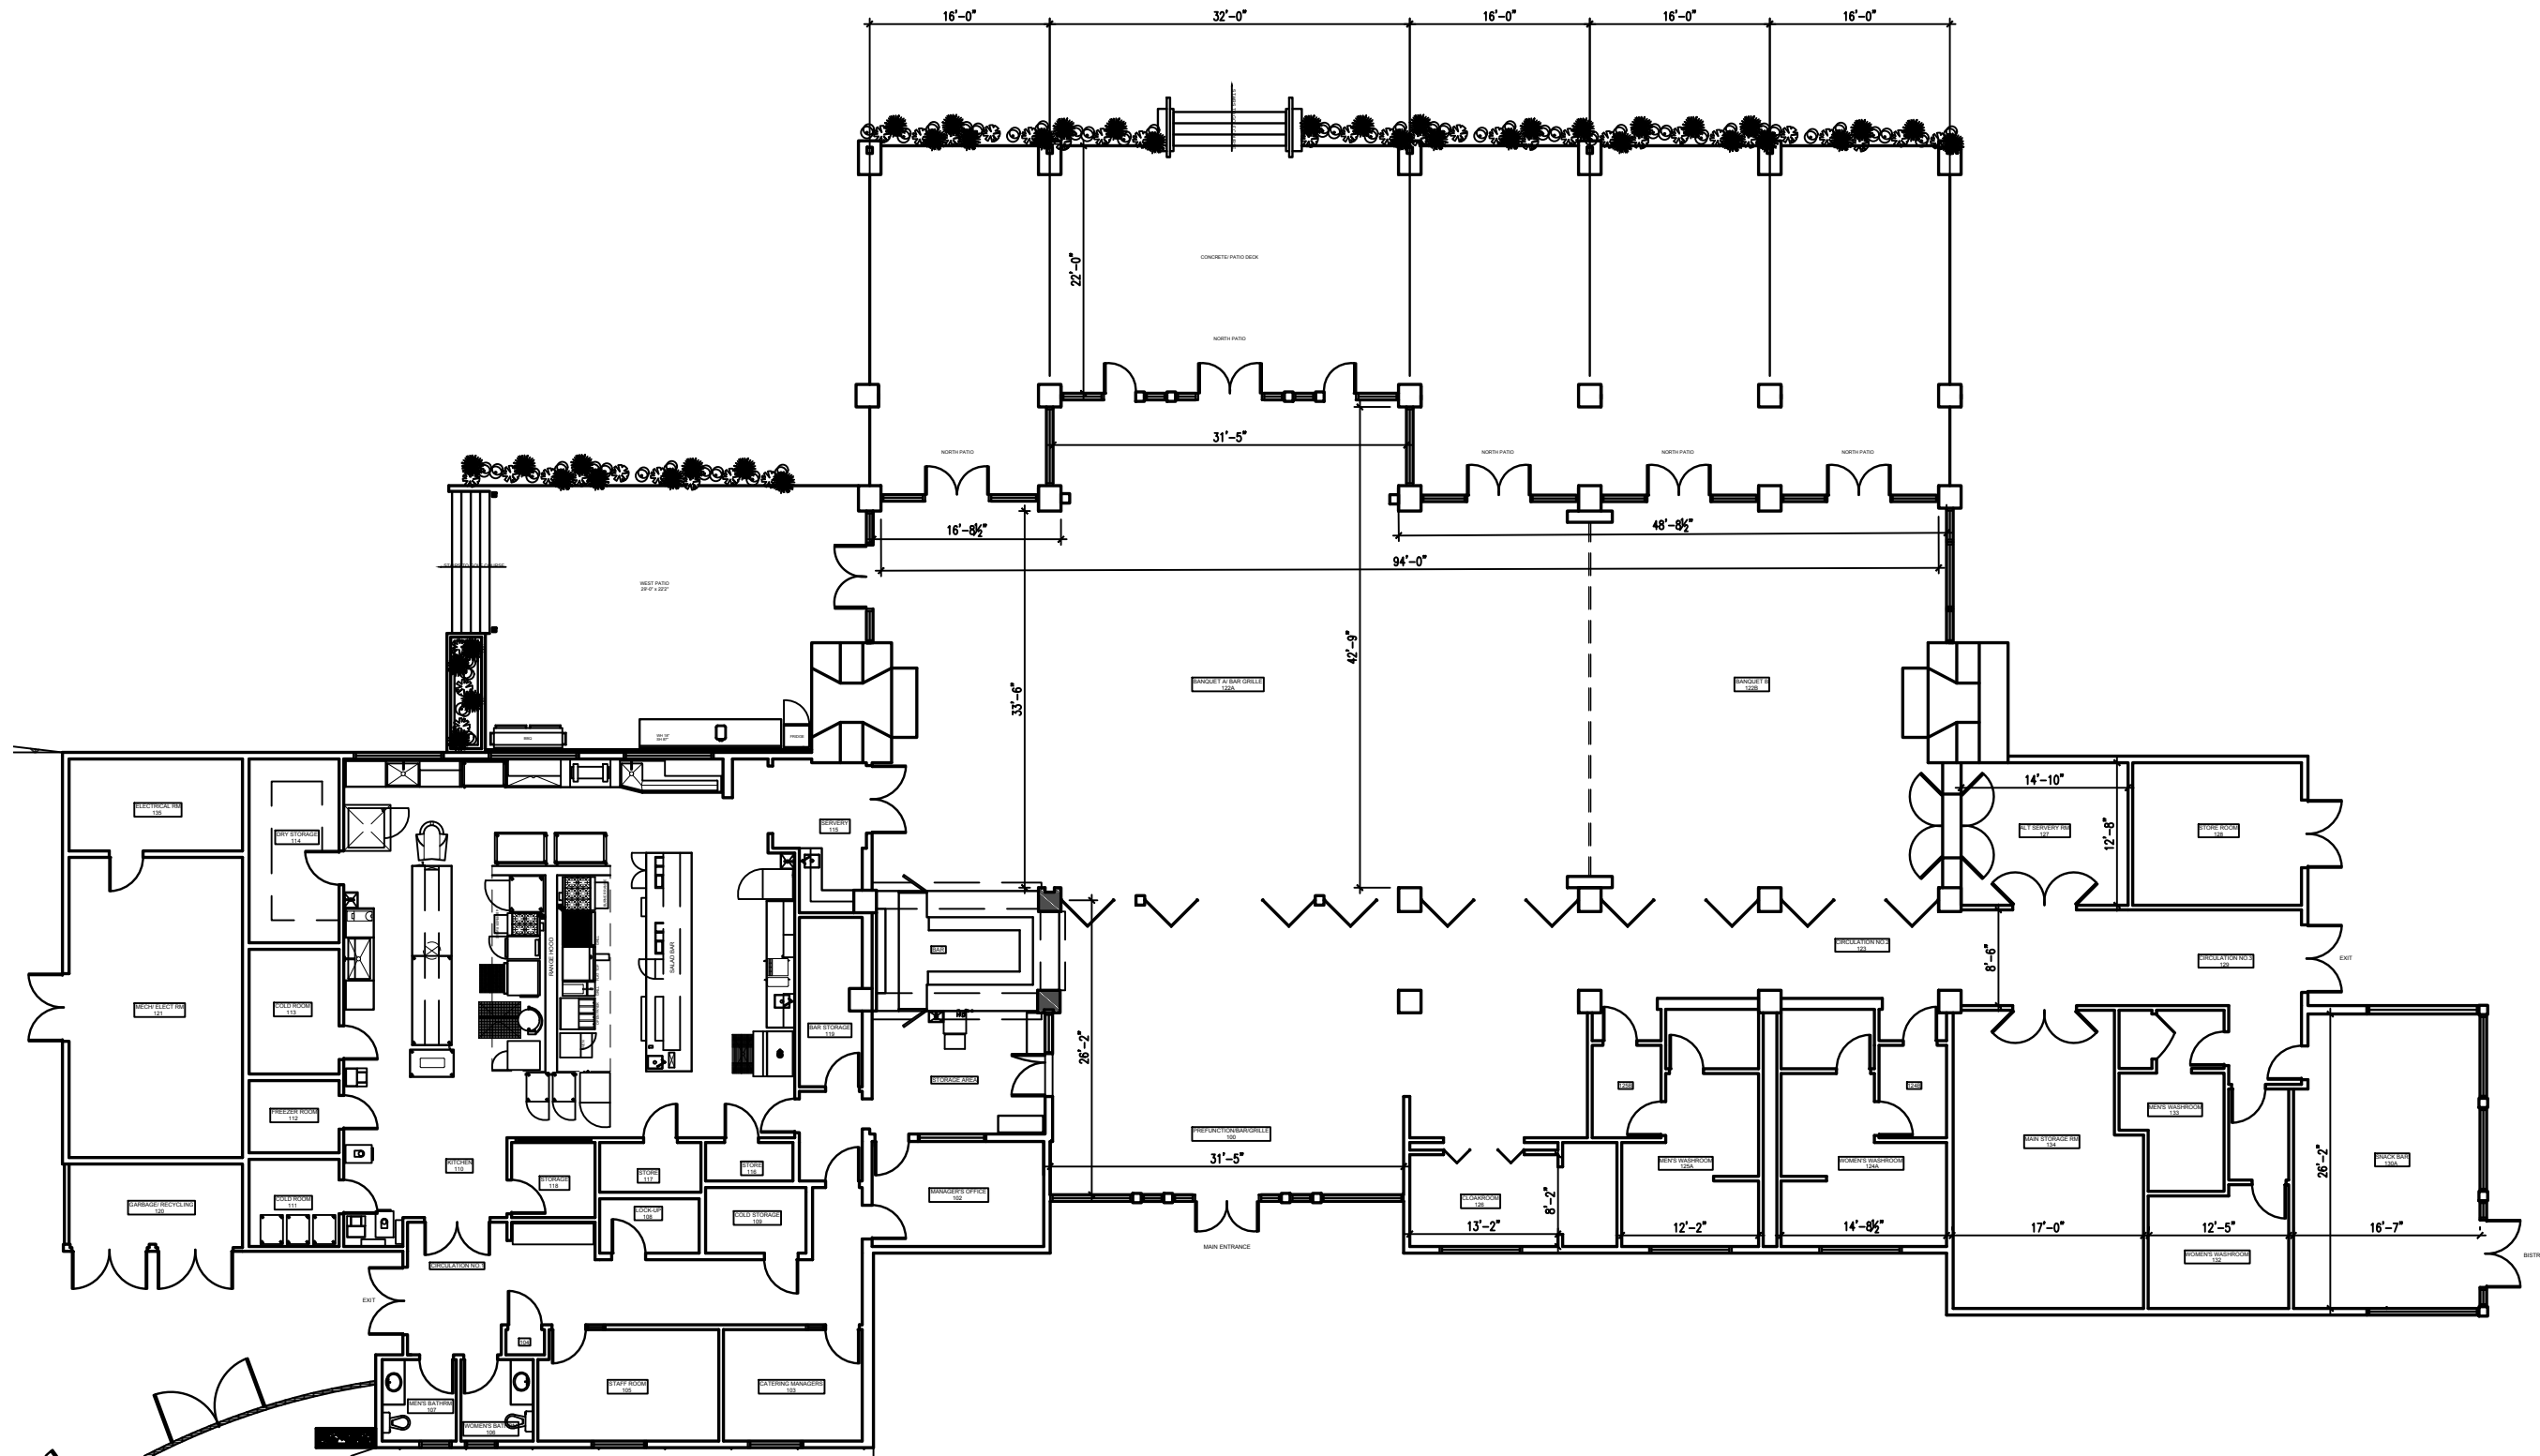 16'-0"
32'-0"
16'-0"
16'-0"
16'-0"
22'-0"
CONCRETE/ PATIO DECK
NORTH PATIO
31'-5"
NORTH PATIO
NORTH PATIO
NORTH PATIO
NORTH PATIO
16'-8½"
48'-8½"
94'-0"
WEST PATIO
33'-6"
42'-9"
BANQUET A/ BAR GRILLE
122A
BANQUET B
122B
BBQ
FRIDGE
14'-10"
12'-8"
ELECTRICAL RM
135
DRY STORAGE
114
SERVERY
115
ALT SERVERY RM
127
STORE ROOM
128
RANGE HOOD
SALAD BAR
BAR
CIRCULATION NO.2
123
8'-6"
CIRCULATION NO.3
129
EXIT
MECH/ ELECT RM
121
COLD ROOM
113
BAR STORAGE
119
26'-2"
STORAGE AREA
125B
124B
FREEZER ROOM
112
MEN'S WASHROOM
133
PREFUNCTION/BAR/GRILLE
100
MAIN STORAGE RM
134
KITCHEN
110
STORAGE
118
STORE
117
STORE
116
31'-5"
MEN'S WASHROOM
125A
WOMEN'S WASHROOM
124A
SNACK BAR
130A
26'-2"
GARBAGE/ RECYCLING
120
COLD ROOM
111
LOCK-UP
108
COLD STORAGE
109
MANAGER'S OFFICE
102
CLOAKROOM
126
8'-2"
13'-2"
12'-2"
14'-8½"
17'-0"
12'-5"
16'-7"
MAIN ENTRANCE
WOMEN'S WASHROOM
132
BISTR
CIRCULATION NO.1
EXIT
STAFF ROOM
105
CATERING MANAGERS
103
MEN'S BATHRM
107
WOMEN'S BAT
106